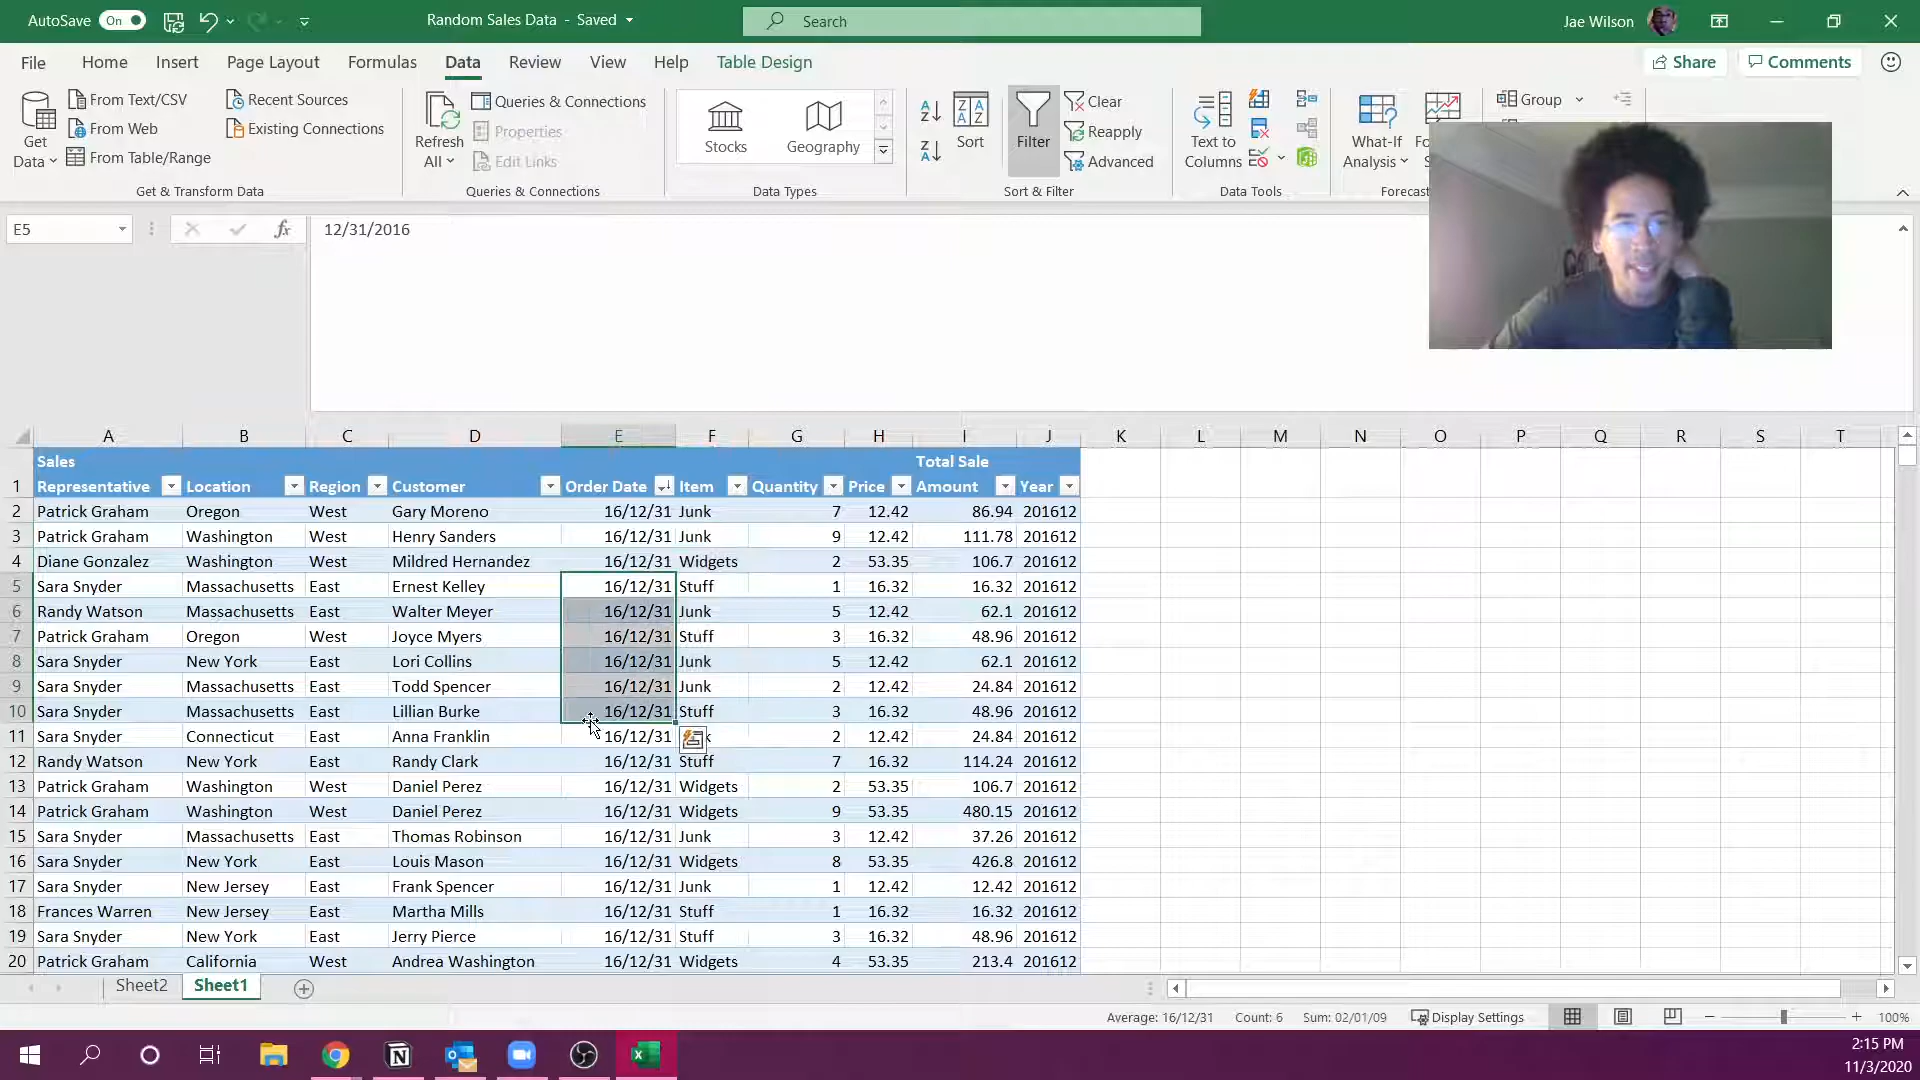 AutoSave On Random Sales Data - Saved Search Jae Wilson
File Home Insert Page Layout Formulas Data Review View Help Table Design Share Comments
Get Data
From Text/CSV
From Web
From Table/Range
Recent Sources
Existing Connections
Get & Transform Data
Refresh All
Queries & Connections
Properties
Edit Links
Queries & Connections
Stocks Geography
Data Types
Sort
Filter
Clear
Reapply
Advanced
Sort & Filter
Text to Columns
Data Tools
What-If Analysis
Group
E5 fx 12/31/2016
A B C D E F G H I J K L M N O P Q R S T
1 Sales Representative Location Region Customer Order Date Item Quantity Price Total Sale Amount Year
2 Patrick Graham Oregon West Gary Moreno 16/12/31 Junk 7 12.42 86.94 201612
3 Patrick Graham Washington West Henry Sanders 16/12/31 Junk 9 12.42 111.78 201612
4 Diane Gonzalez Washington West Mildred Hernandez 16/12/31 Widgets 2 53.35 106.7 201612
5 Sara Snyder Massachusetts East Ernest Kelley 16/12/31 Stuff 1 16.32 16.32 201612
6 Randy Watson Massachusetts East Walter Meyer 16/12/31 Junk 5 12.42 62.1 201612
7 Patrick Graham Oregon West Joyce Myers 16/12/31 Stuff 3 16.32 48.96 201612
8 Sara Snyder New York East Lori Collins 16/12/31 Junk 5 12.42 62.1 201612
9 Sara Snyder Massachusetts East Todd Spencer 16/12/31 Junk 2 12.42 24.84 201612
10 Sara Snyder Massachusetts East Lillian Burke 16/12/31 Stuff 3 16.32 48.96 201612
11 Sara Snyder Connecticut East Anna Franklin 16/12/31 2 12.42 24.84 201612
12 Randy Watson New York East Randy Clark 16/12/31 Stuff 7 16.32 114.24 201612
13 Patrick Graham Washington West Daniel Perez 16/12/31 Widgets 2 53.35 106.7 201612
14 Patrick Graham Washington West Daniel Perez 16/12/31 Widgets 9 53.35 480.15 201612
15 Sara Snyder Massachusetts East Thomas Robinson 16/12/31 Junk 3 12.42 37.26 201612
16 Sara Snyder New York East Louis Mason 16/12/31 Widgets 8 53.35 426.8 201612
17 Sara Snyder New Jersey East Frank Spencer 16/12/31 Junk 1 12.42 12.42 201612
18 Frances Warren New Jersey East Martha Mills 16/12/31 Stuff 1 16.32 16.32 201612
19 Sara Snyder New York East Jerry Pierce 16/12/31 Stuff 3 16.32 48.96 201612
20 Patrick Graham California West Andrea Washington 16/12/31 Widgets 4 53.35 213.4 201612
Sheet2 Sheet1
Average: 16/12/31 Count: 6 Sum: 02/01/09 Display Settings 100%
2:15 PM
11/3/2020